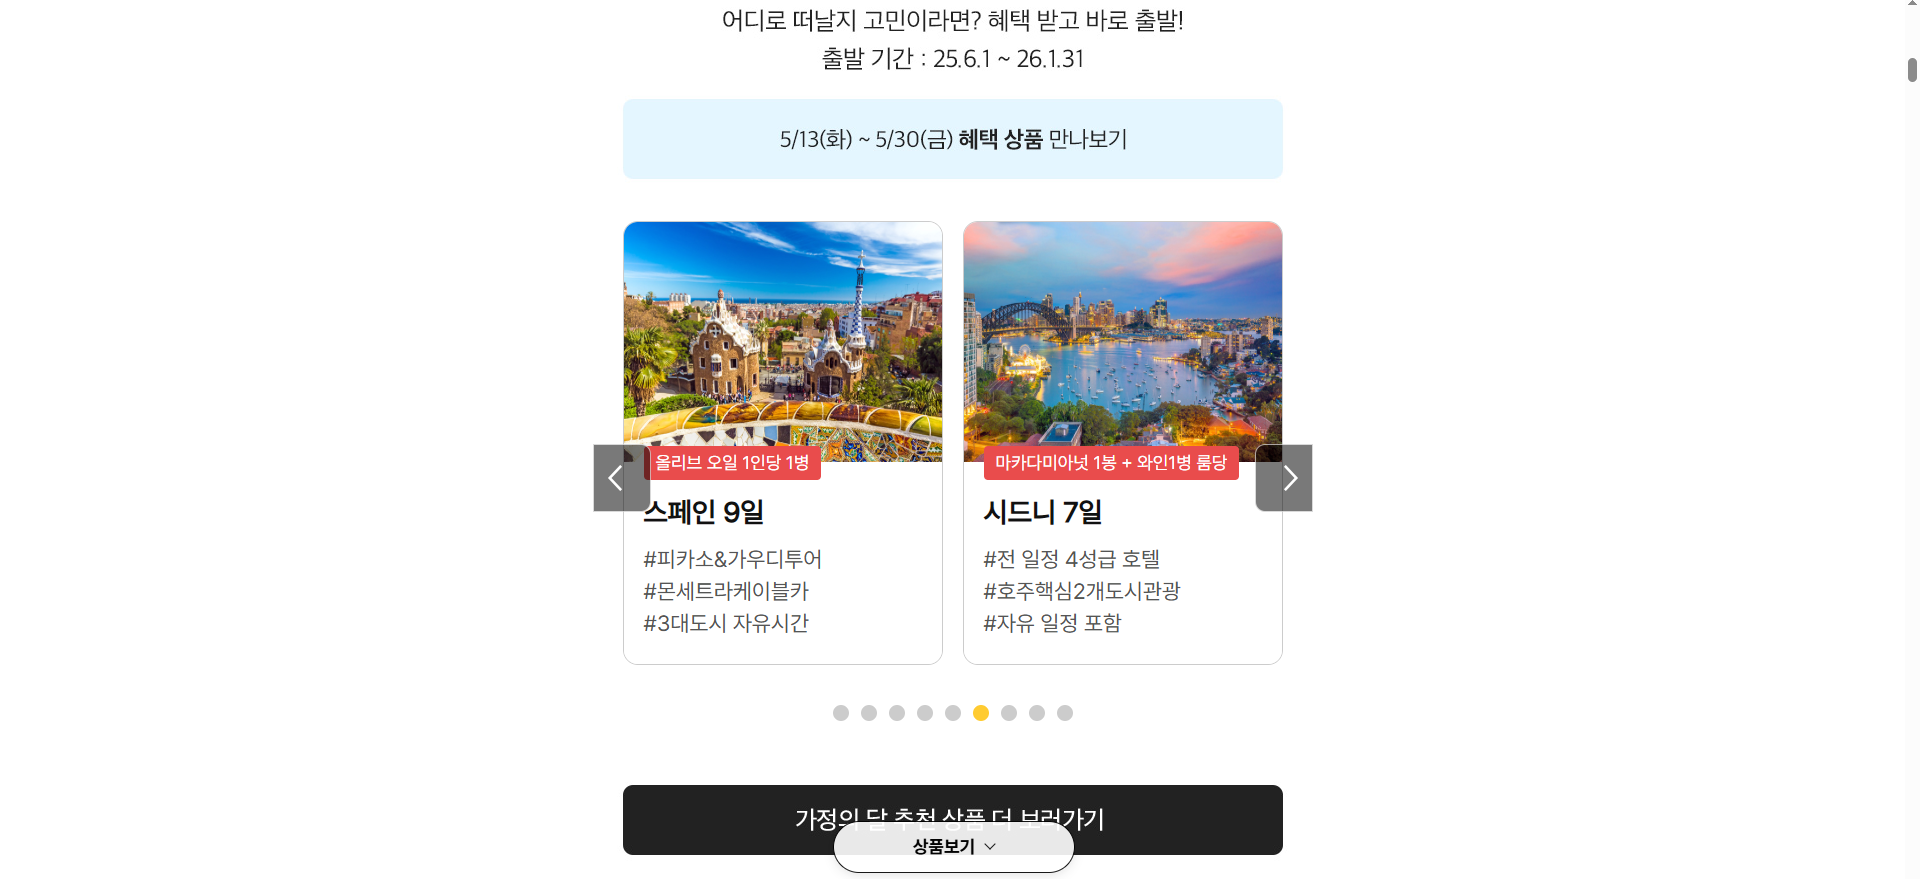 어디로 떠날지 고민이라면? 혜택 받고 바로 출발!
출발 기간 : 25.6.1 ~ 26.1.31
5/13(화) ~ 5/30(금) 혜택 상품 만나보기
올리브 오일 1인당 1병
스페인 9일
#피카소&가우디투어
#몬세트라케이블카
#3대도시 자유시간
마카다미아넛 1봉 + 와인1병 룸당
시드니 7일
#전 일정 4성급 호텔
#호주핵심2개도시관광
#자유 일정 포함
가정의 달 추천 상품 더 보러가기
상품보기